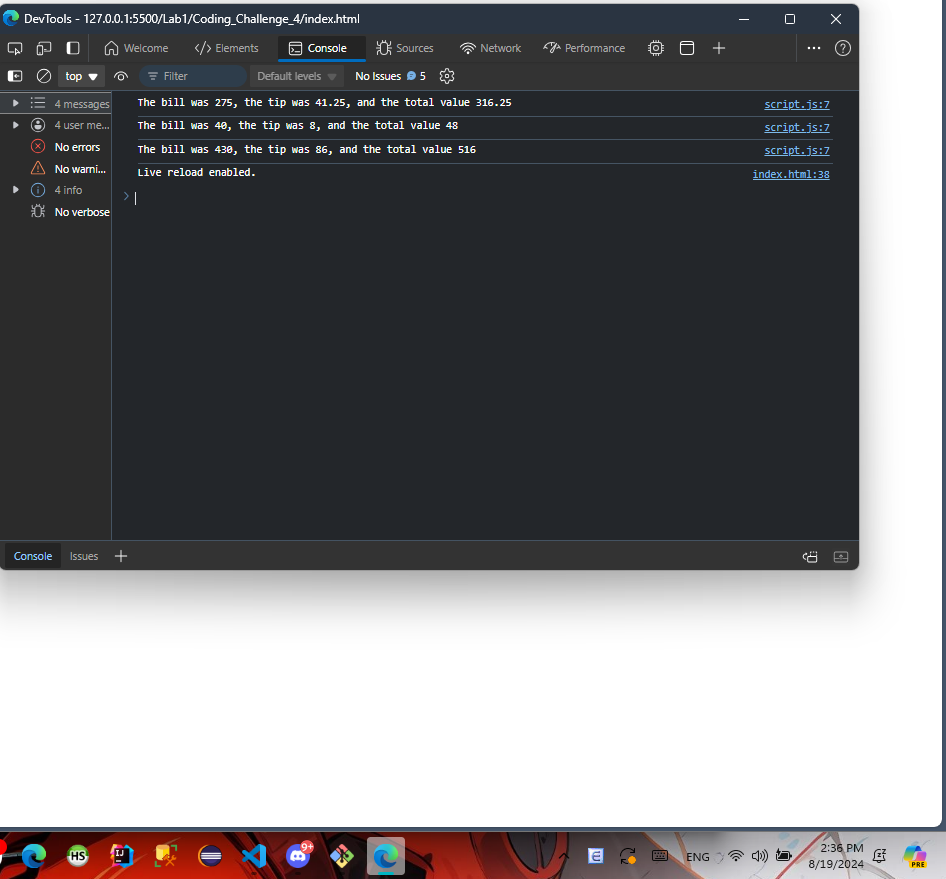 DevTools - 127.0.0.1:5500/Lab1/Coding_Challenge_4/index.html
Welcome </> Elements Console Sources Network Performance
top Filter Default levels No Issues 5
4 messages
4 user me...
No errors
No warni...
4 info
No verbose
The bill was 275, the tip was 41.25, and the total value 316.25 script.js:7
The bill was 40, the tip was 8, and the total value 48 script.js:7
The bill was 430, the tip was 86, and the total value 516 script.js:7
Live reload enabled. index.html:38
>
Console Issues
HS IJ 9+ ENG 2:36 PM
8/19/2024
PRE